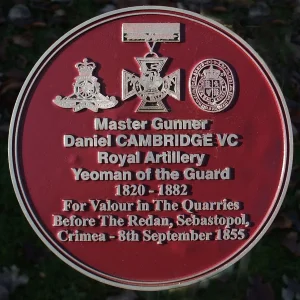 Master Gunner
Daniel CAMBRIDGE VC
Royal Artillery
Yeoman of the Guard
1820 - 1882
For Valour in The Quarries
Before The Redan, Sebastopol,
Crimea - 8th September 1855